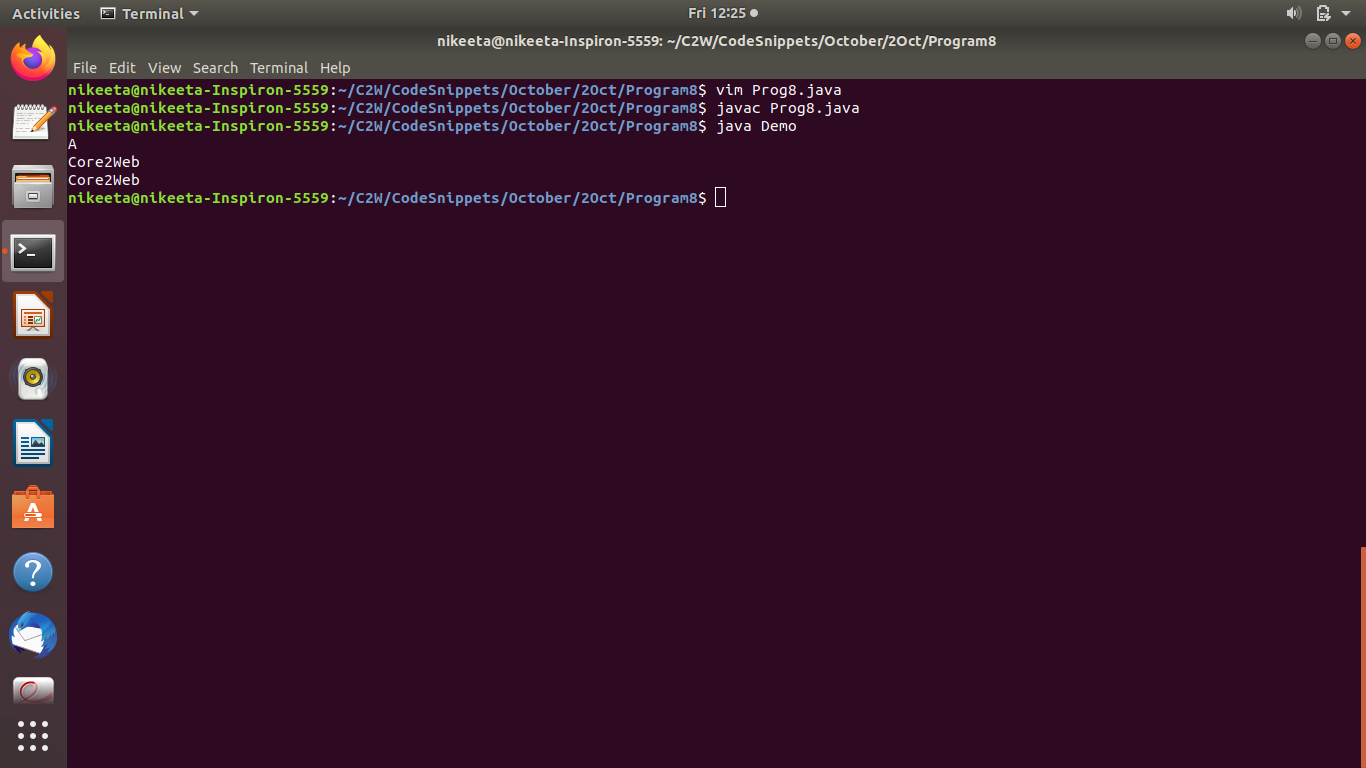 Activities Terminal Fri 12:25
nikeeta@nikeeta-Inspiron-5559: ~/C2W/CodeSnippets/October/2Oct/Program8
File Edit View Search Terminal Help
nikeeta@nikeeta-Inspiron-5559:~/C2W/CodeSnippets/October/2Oct/Program8$ vim Prog8.java
nikeeta@nikeeta-Inspiron-5559:~/C2W/CodeSnippets/October/2Oct/Program8$ javac Prog8.java
nikeeta@nikeeta-Inspiron-5559:~/C2W/CodeSnippets/October/2Oct/Program8$ java Demo
A
Core2Web
Core2Web
nikeeta@nikeeta-Inspiron-5559:~/C2W/CodeSnippets/October/2Oct/Program8$